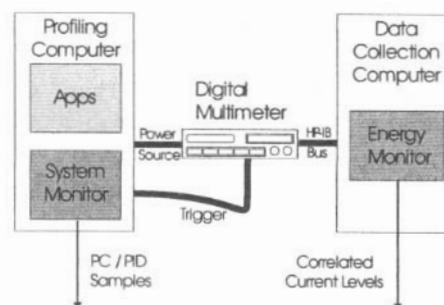 Profiling
Computer
Apps
System
Monitor
Digital
Multimeter
Power
Source
HP-IB
Bus
Trigger
Data
Collection
Computer
Energy
Monitor
PC / PID
Samples
Correlated
Current Levels